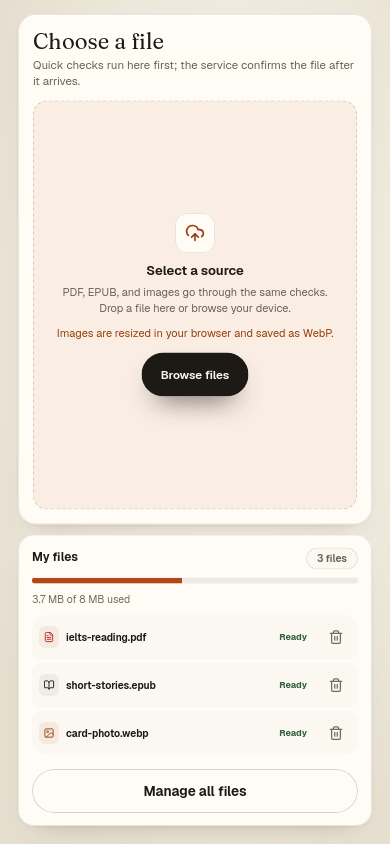 Choose a file
Quick checks run here first; the service confirms the file after
it arrives.
Select a source
PDF, EPUB, and images go through the same checks.
Drop a file here or browse your device.
Images are resized in your browser and saved as WebP.
Browse files
My files
3 files
3.7 MB of 8 MB used
ielts-reading.pdf
Ready
short-stories.epub
Ready
card-photo.webp
Ready
Manage all files